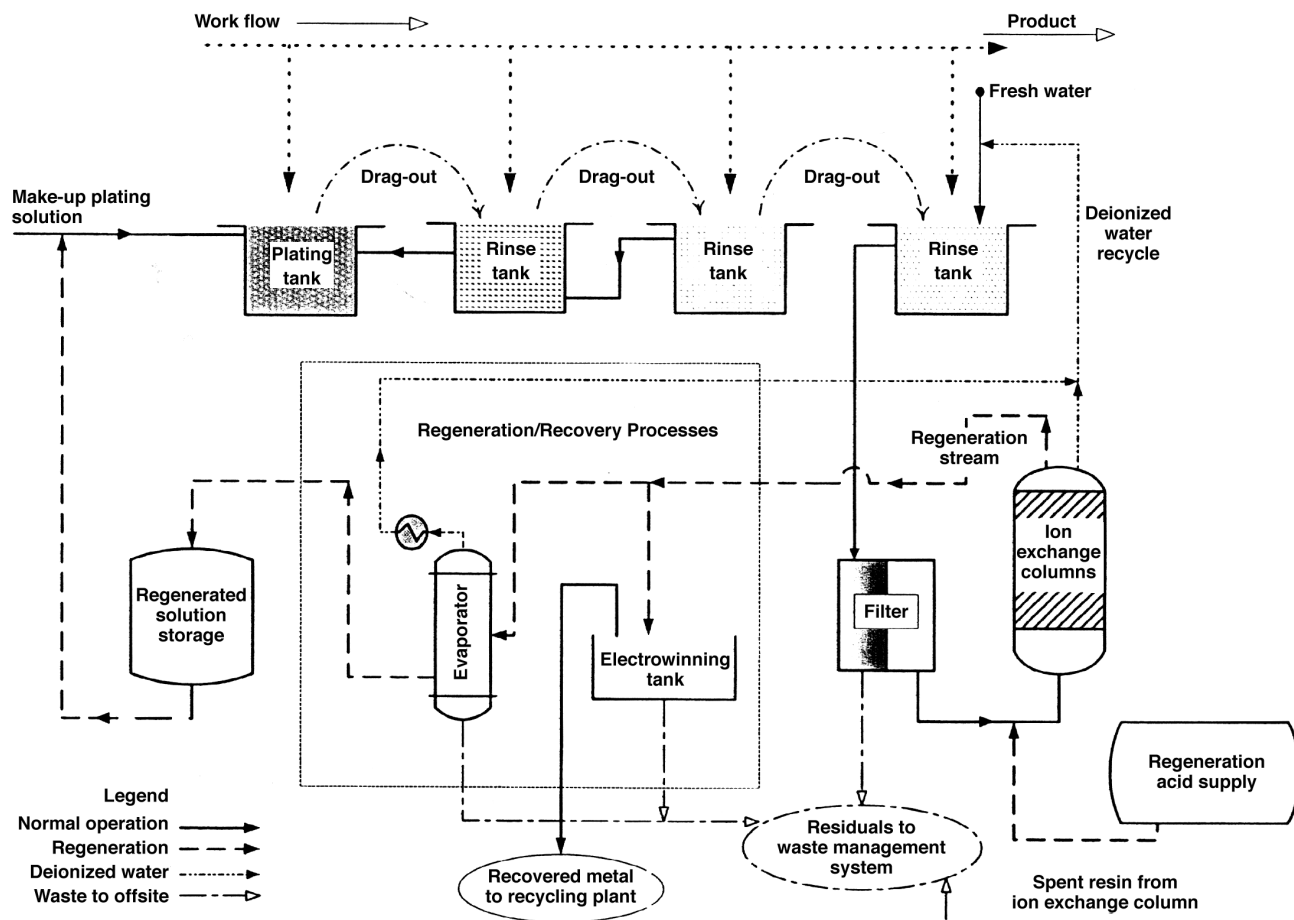 Work flow
Product
Fresh water
Drag-out
Drag-out
Drag-out
Make-up plating
solution
Deionized
water
recycle
Plating
tank
Rinse
tank
Rinse
tank
Rinse
tank
Regeneration/Recovery Processes
Regeneration
stream
Ion
exchange
columns
Regenerated
solution
storage
Evaporator
Electrowinning
tank
Filter
Regeneration
acid supply
Legend
Normal operation
Regeneration
Deionized water
Waste to offsite
Recovered metal
to recycling plant
Residuals to
waste management
system
Spent resin from
ion exchange column